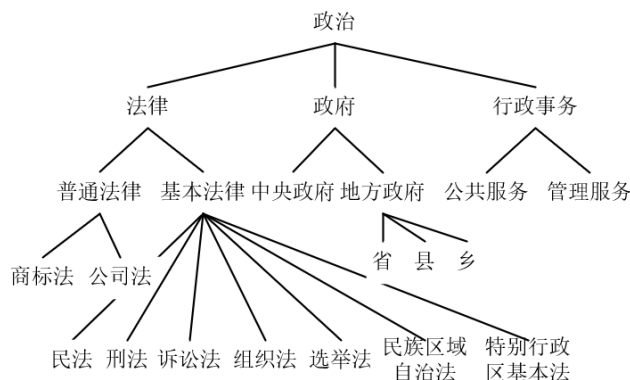 政治
法律 政府 行政事务
普通法律 基本法律 中央政府 地方政府 公共服务 管理服务
商标法 公司法 省 县 乡
民法 刑法 诉讼法 组织法 选举法 民族区域 特别行政
自治法 区基本法